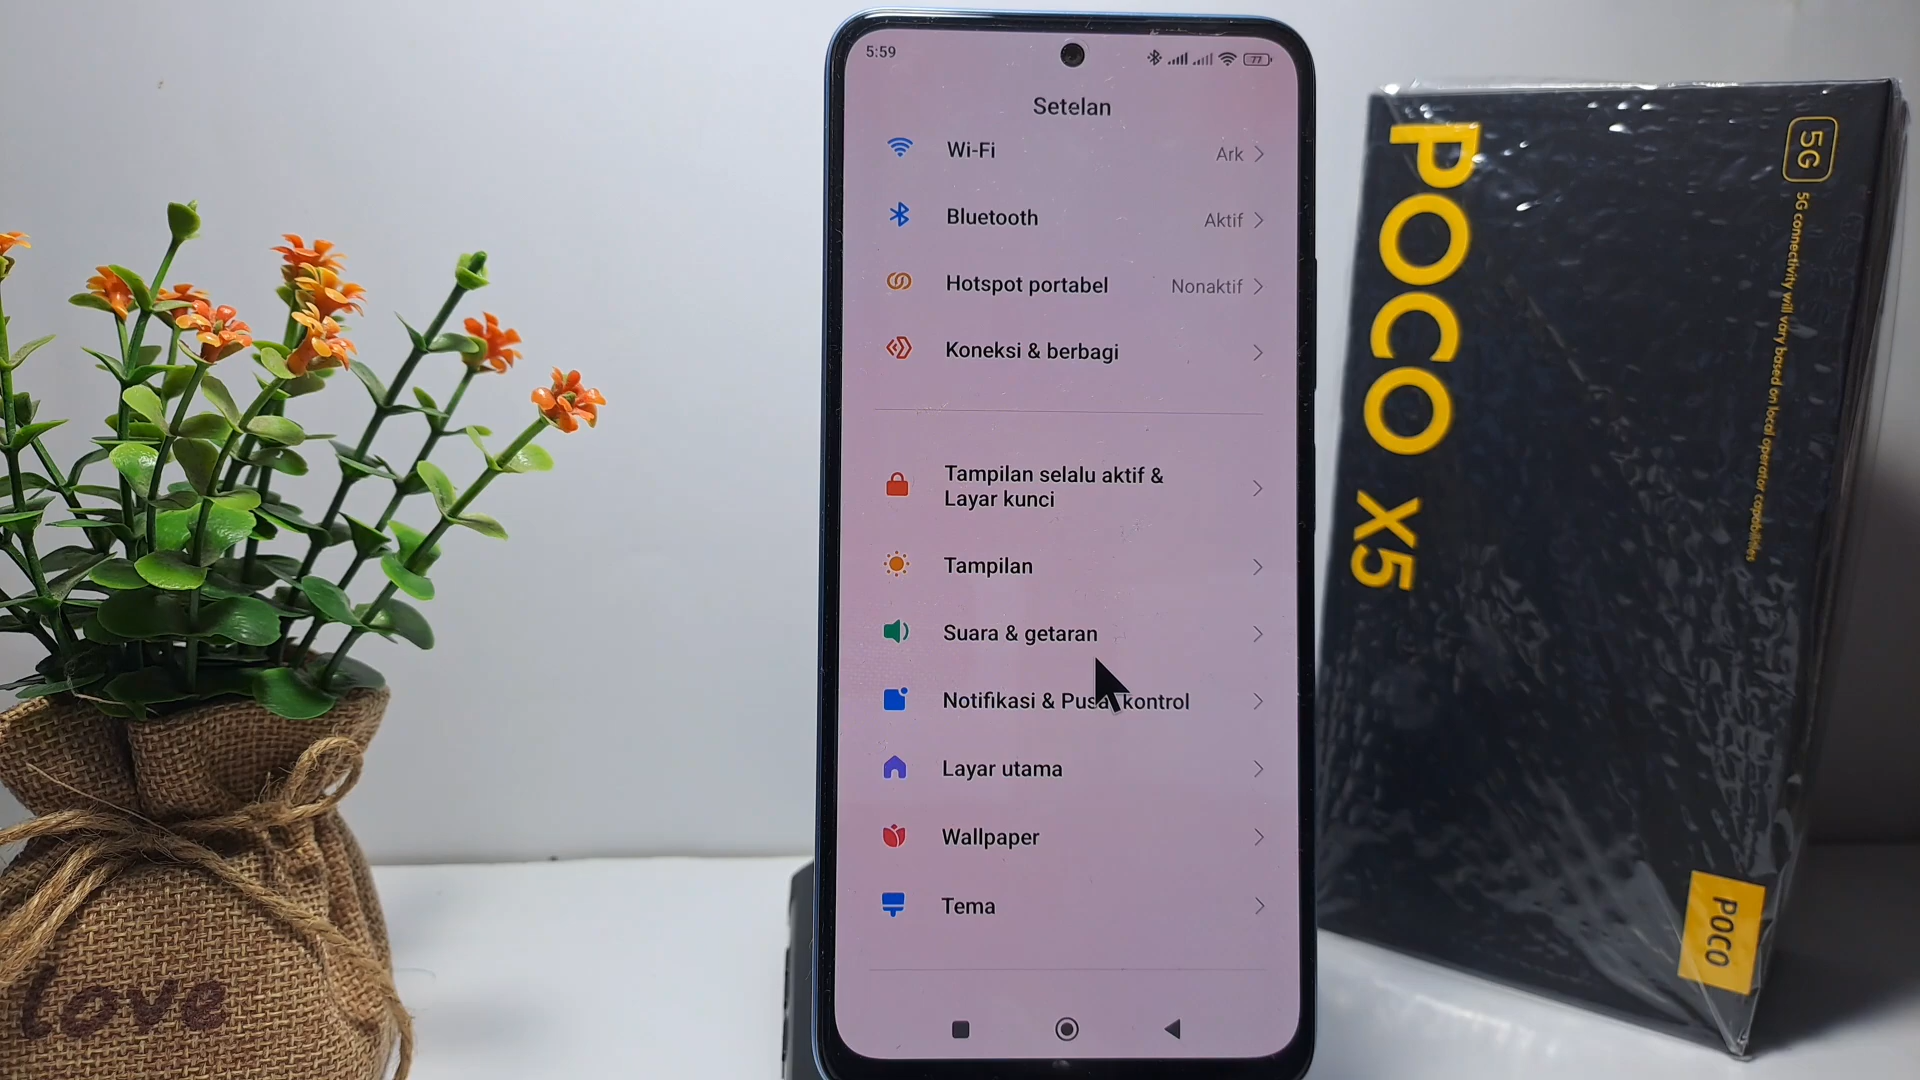 5:59
77
Setelan
Wi-Fi
Ark
Bluetooth
Aktif
Hotspot portabel
Nonaktif
Koneksi & berbagi
Tampilan selalu aktif &
Layar kunci
Tampilan
Suara & getaran
Notifikasi & Pusat kontrol
Layar utama
Wallpaper
Tema
POCO X5
5G
5G connectivity will vary based on local operator capabilities
POCO
Love